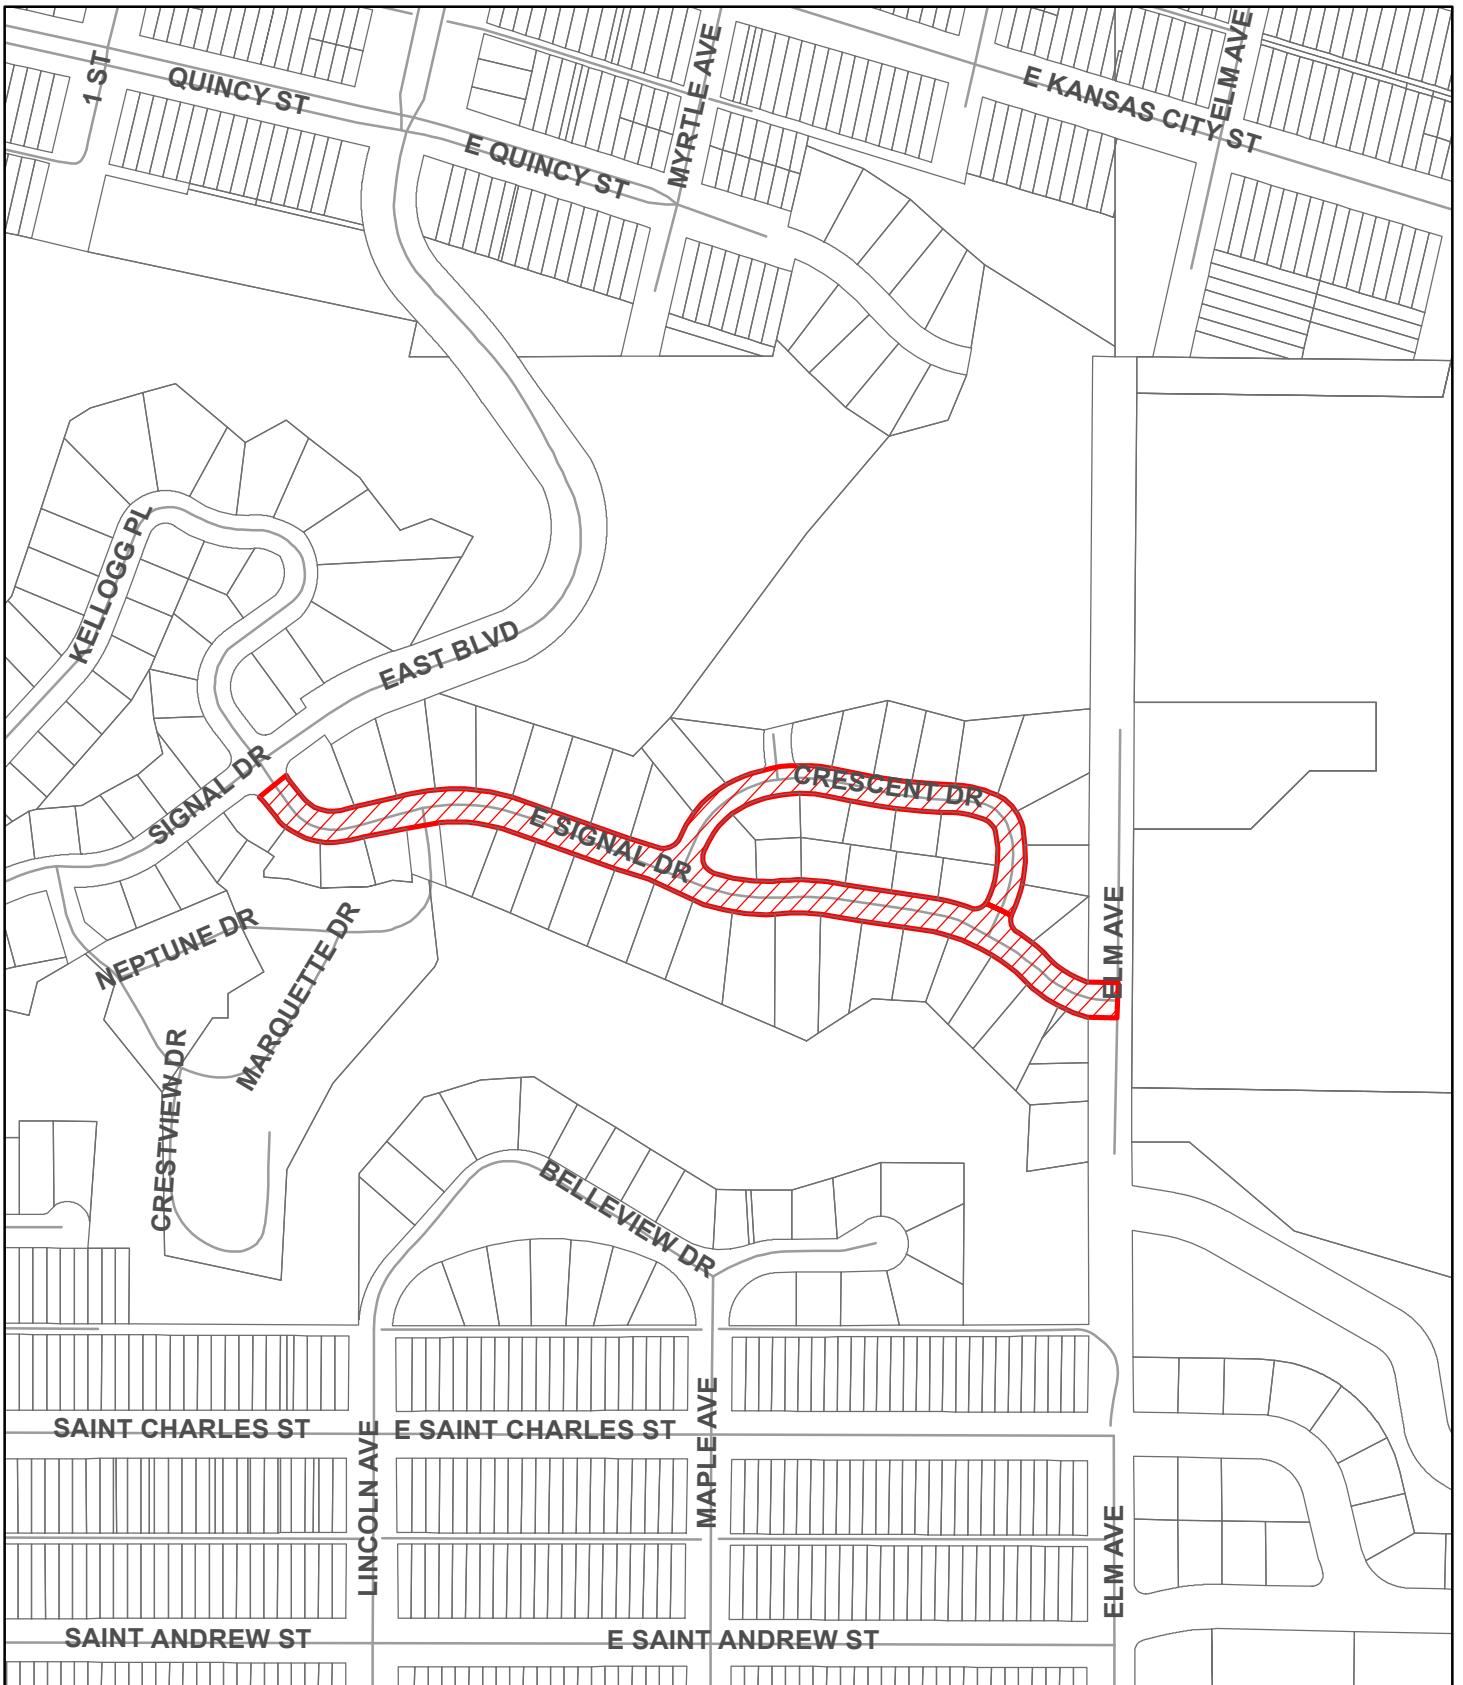 1 ST
QUINCY ST
E QUINCY ST
MYRTLE AVE
E KANSAS CITY ST
ELM AVE
KELLOGG PL
EAST BLVD
SIGNAL DR
E SIGNAL DR
CRESCENT DR
NEPTUNE DR
MARQUETTE DR
ELM AVE
CRESTVIEW DR
BELLEVIEW DR
SAINT CHARLES ST
LINCOLN AVE
E SAINT CHARLES ST
MAPLE AVE
ELM AVE
SAINT ANDREW ST
E SAINT ANDREW ST